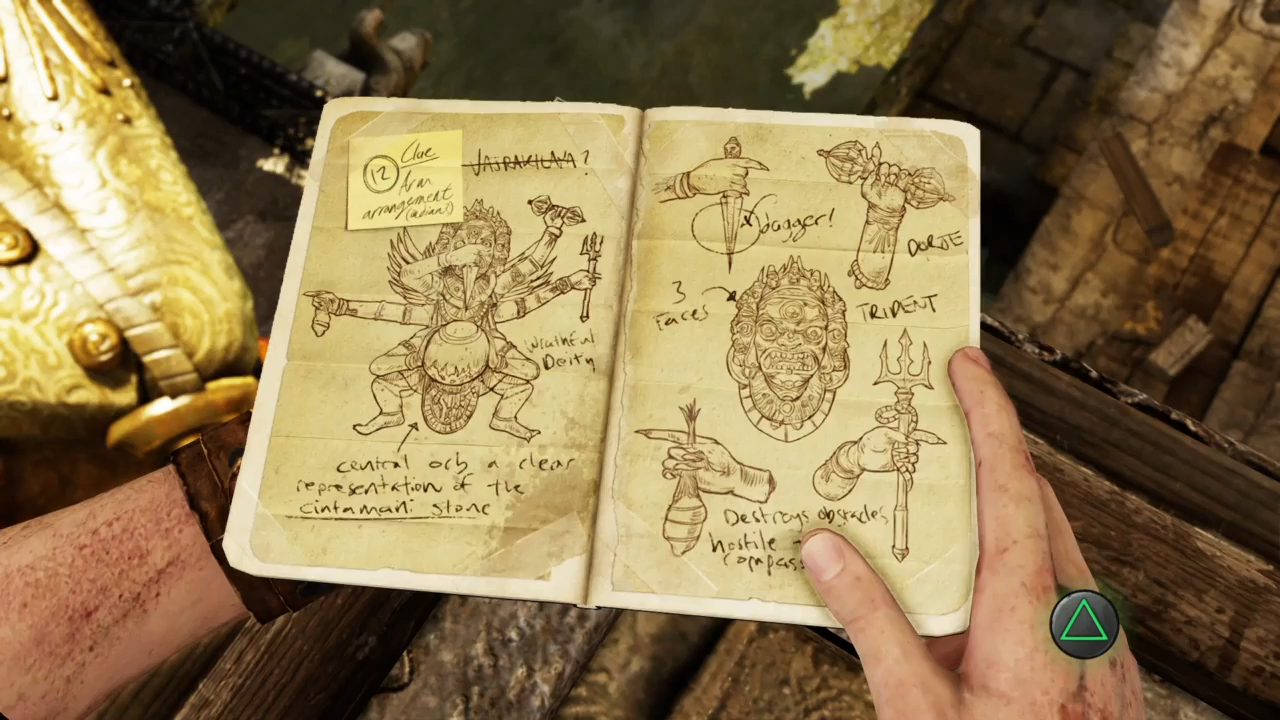 Clue
12
Arm
arrangement
(indian?)
VAJRAKILAYA ?
Wrathful
Deity
central orb a clear
representation of the
cintamani stone
dagger!
DORJE
3
Faces
TRIDENT
Destroys obstacles
hostile -
compass